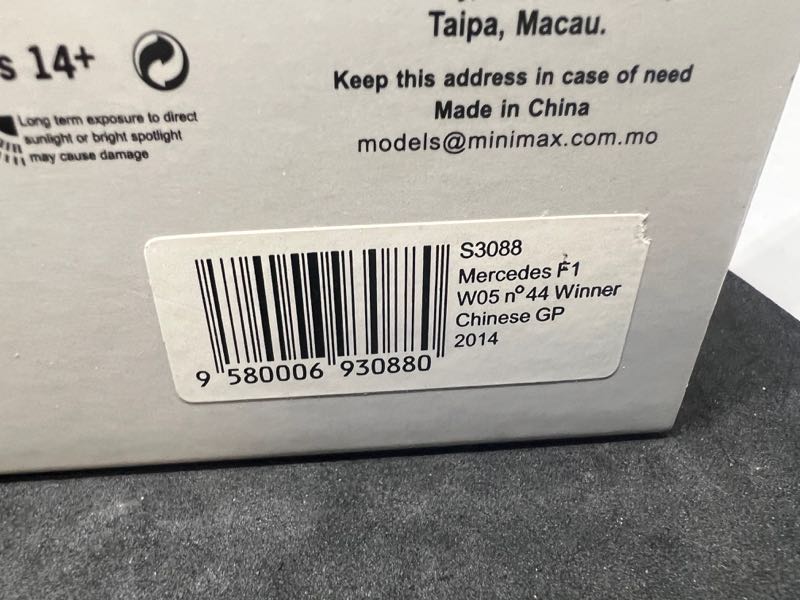 Taipa, Macau.
s 14+
Keep this address in case of need
Made in China
models@minimax.com.mo
Long term exposure to direct
sunlight or bright spotlight
may cause damage
S3088
Mercedes F1
W05 nº44 Winner
Chinese GP
2014
9 580006 930880